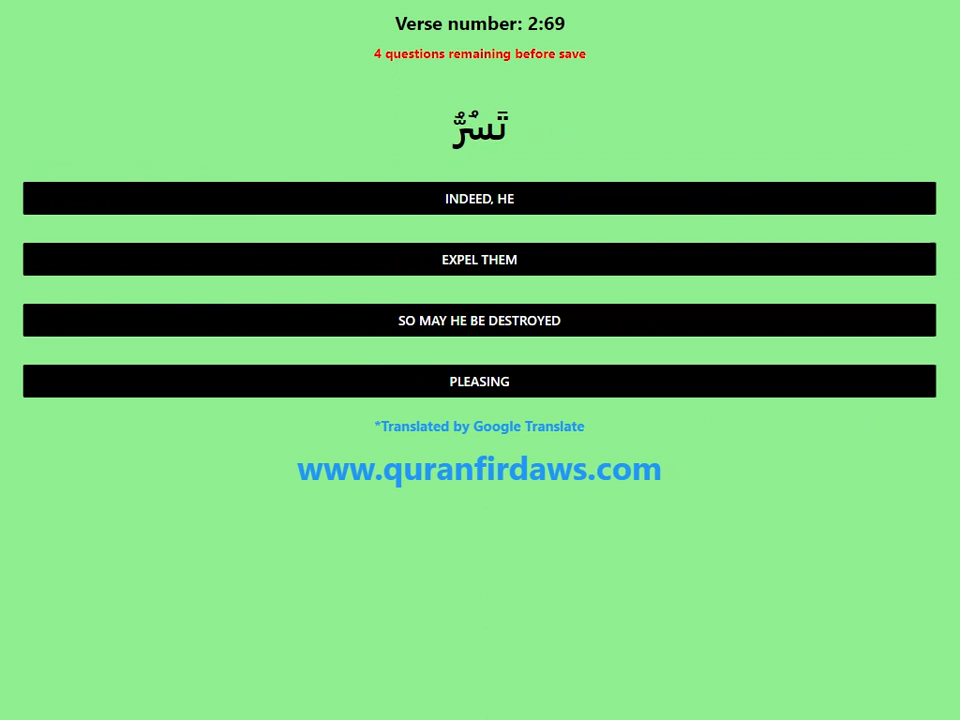 Verse number: 2:69
4 questions remaining before save
تَسُرُّ
INDEED, HE
EXPEL THEM
SO MAY HE BE DESTROYED
PLEASING
*Translated by Google Translate
www.quranfirdaws.com